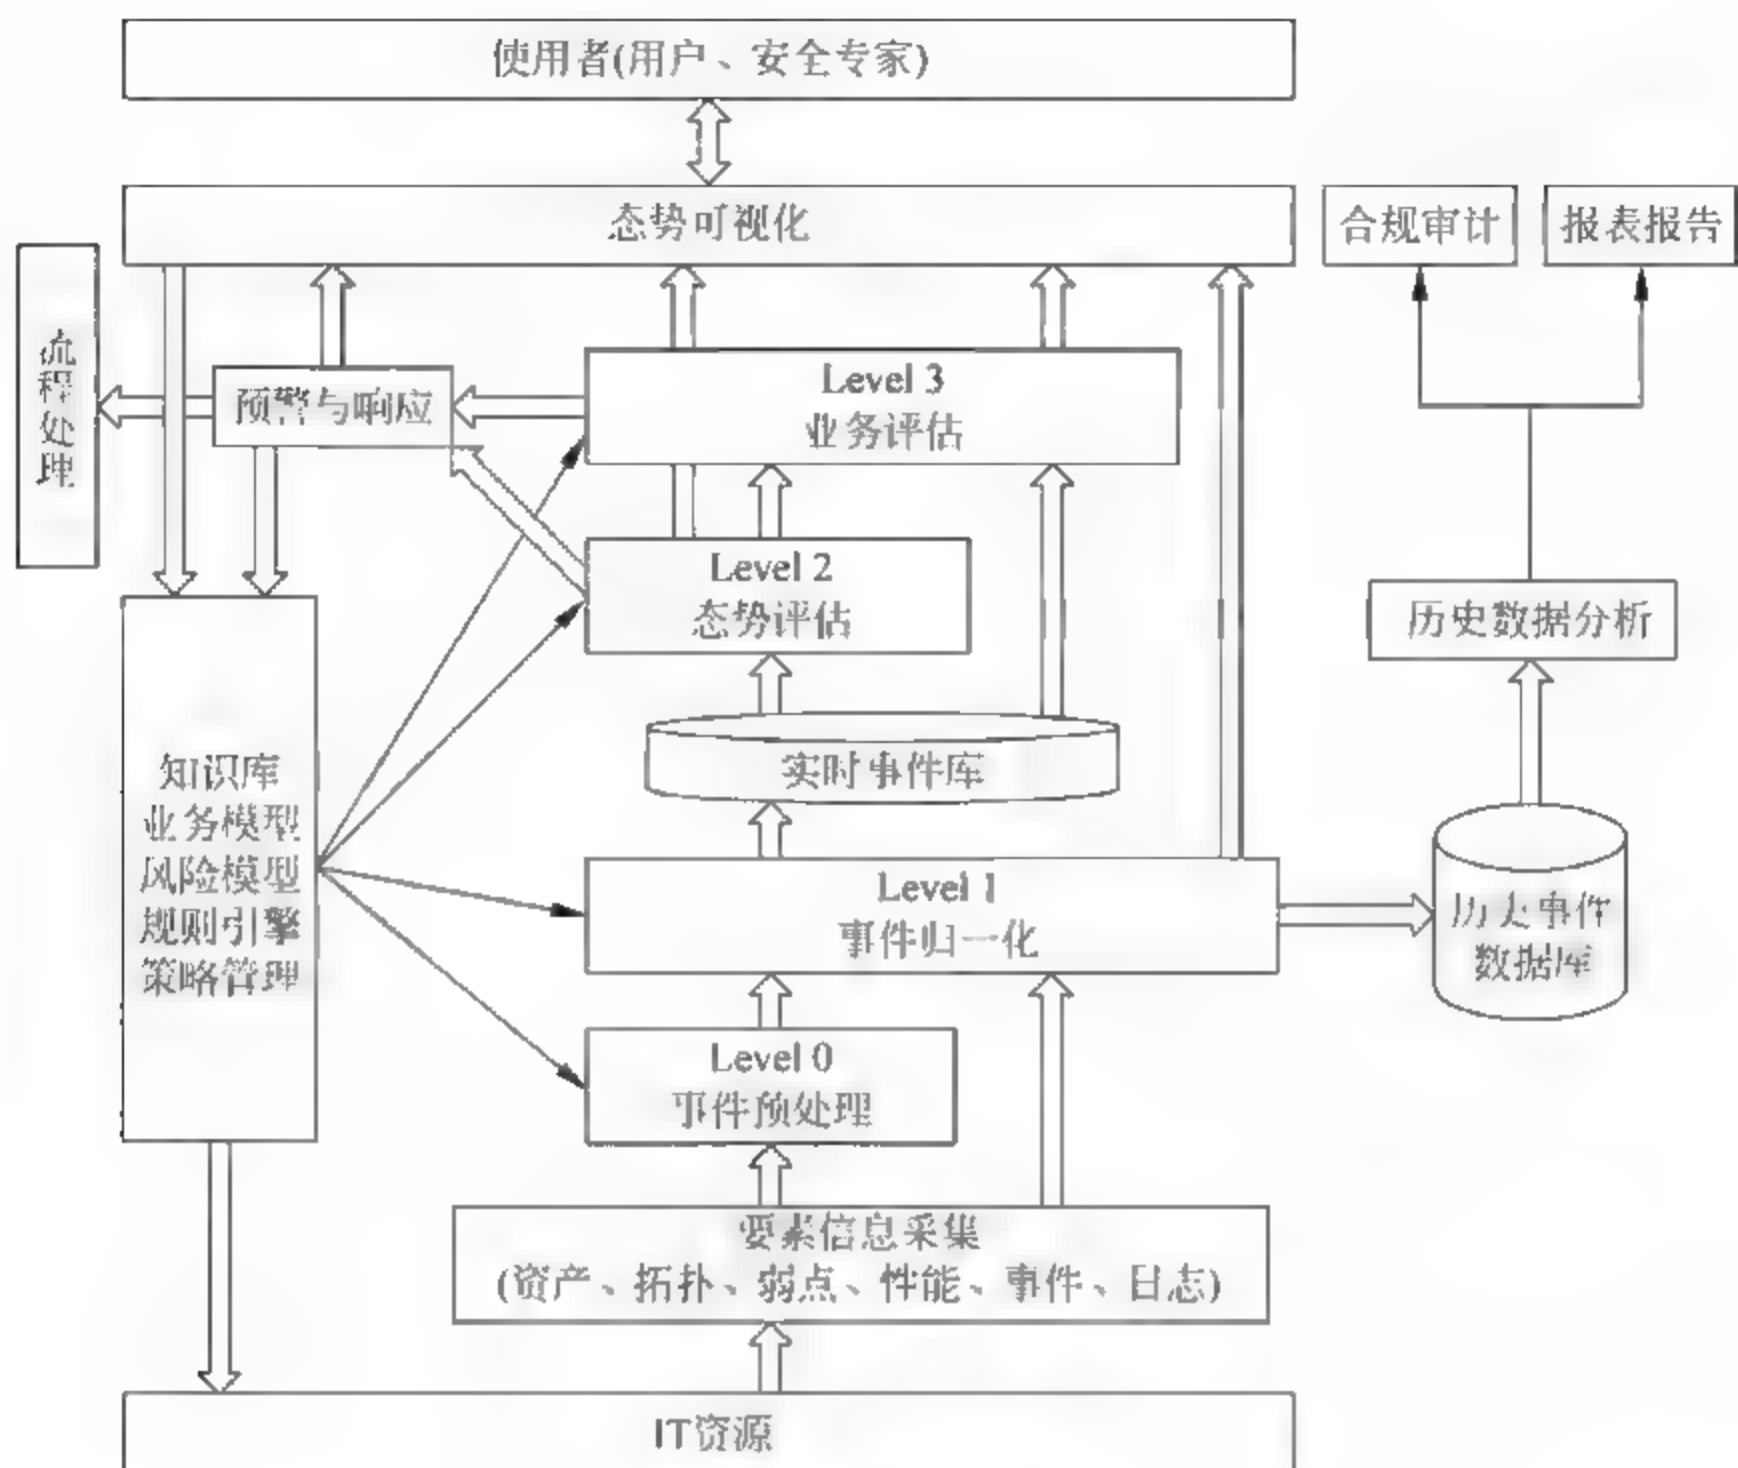 使用者(用户、安全专家)
态势可视化
合规审计
报表报告
流程处理
预警与响应
Level 3
业务评估
Level 2
态势评估
历史数据分析
实时事件库
知识库
业务模型
风险模型
规则引擎
策略管理
Level 1
事件归一化
历史事件
数据库
Level 0
事件预处理
要素信息采集
(资产、拓扑、弱点、性能、事件、日志)
IT资源